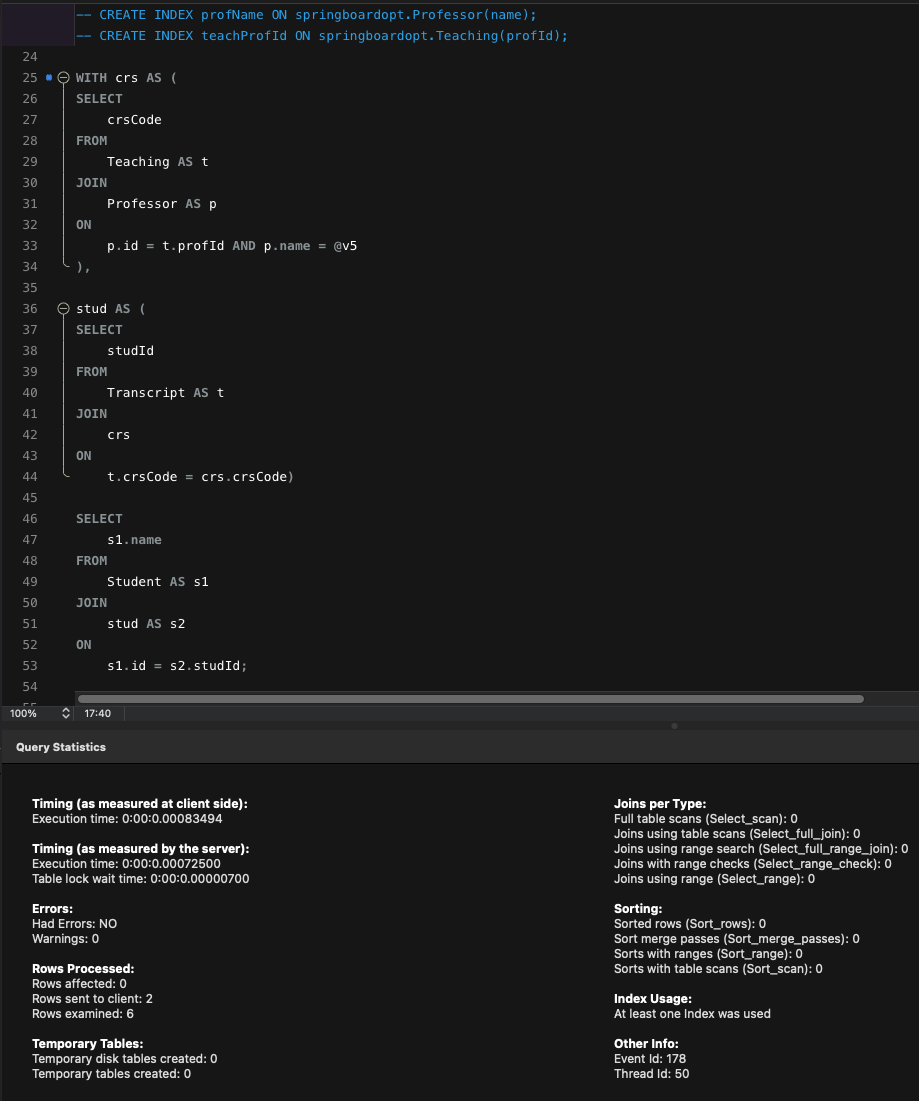 -- CREATE INDEX profName ON springboardopt.Professor(name);
-- CREATE INDEX teachProfId ON springboardopt.Teaching(profId);
24
25 WITH crs AS (
26 SELECT
27 crsCode
28 FROM
29 Teaching AS t
30 JOIN
31 Professor AS p
32 ON
33 p.id = t.profId AND p.name = @v5
34 ),
35
36 stud AS (
37 SELECT
38 studId
39 FROM
40 Transcript AS t
41 JOIN
42 crs
43 ON
44 t.crsCode = crs.crsCode)
45
46 SELECT
47 s1.name
48 FROM
49 Student AS s1
50 JOIN
51 stud AS s2
52 ON
53 s1.id = s2.studId;
54
100% 17:40
Query Statistics
Timing (as measured at client side):
Execution time: 0:00:0.00083494
Timing (as measured by the server):
Execution time: 0:00:0.00072500
Table lock wait time: 0:00:0.00000700
Errors:
Had Errors: NO
Warnings: 0
Rows Processed:
Rows affected: 0
Rows sent to client: 2
Rows examined: 6
Temporary Tables:
Temporary disk tables created: 0
Temporary tables created: 0
Joins per Type:
Full table scans (Select_scan): 0
Joins using table scans (Select_full_join): 0
Joins using range search (Select_full_range_join): 0
Joins with range checks (Select_range_check): 0
Joins using range (Select_range): 0
Sorting:
Sorted rows (Sort_rows): 0
Sort merge passes (Sort_merge_passes): 0
Sorts with ranges (Sort_range): 0
Sorts with table scans (Sort_scan): 0
Index Usage:
At least one Index was used
Other Info:
Event Id: 178
Thread Id: 50